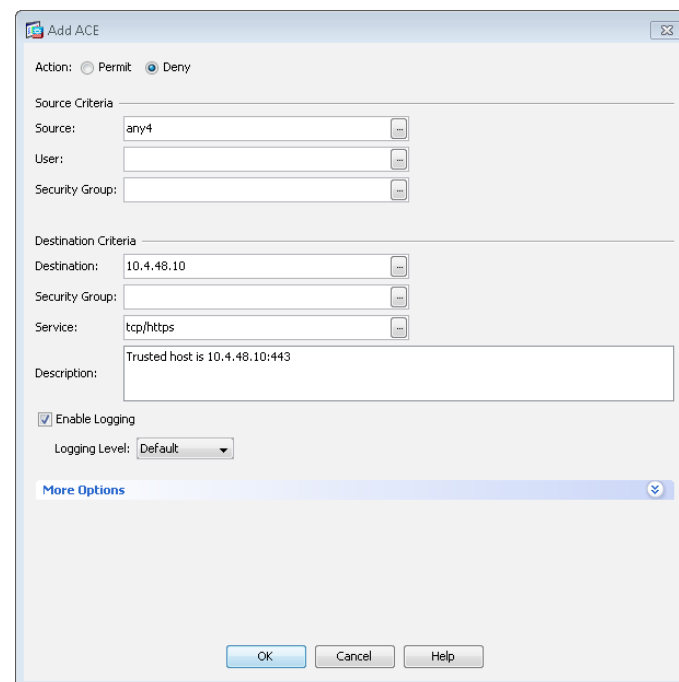 Add ACE
Action: Permit Deny
Source Criteria
Source: any4 ...
User: ...
Security Group: ...
Destination Criteria
Destination: 10.4.48.10 ...
Security Group: ...
Service: tcp/https ...
Description: Trusted host is 10.4.48.10:443
Enable Logging
Logging Level: Default
More Options
OK Cancel Help